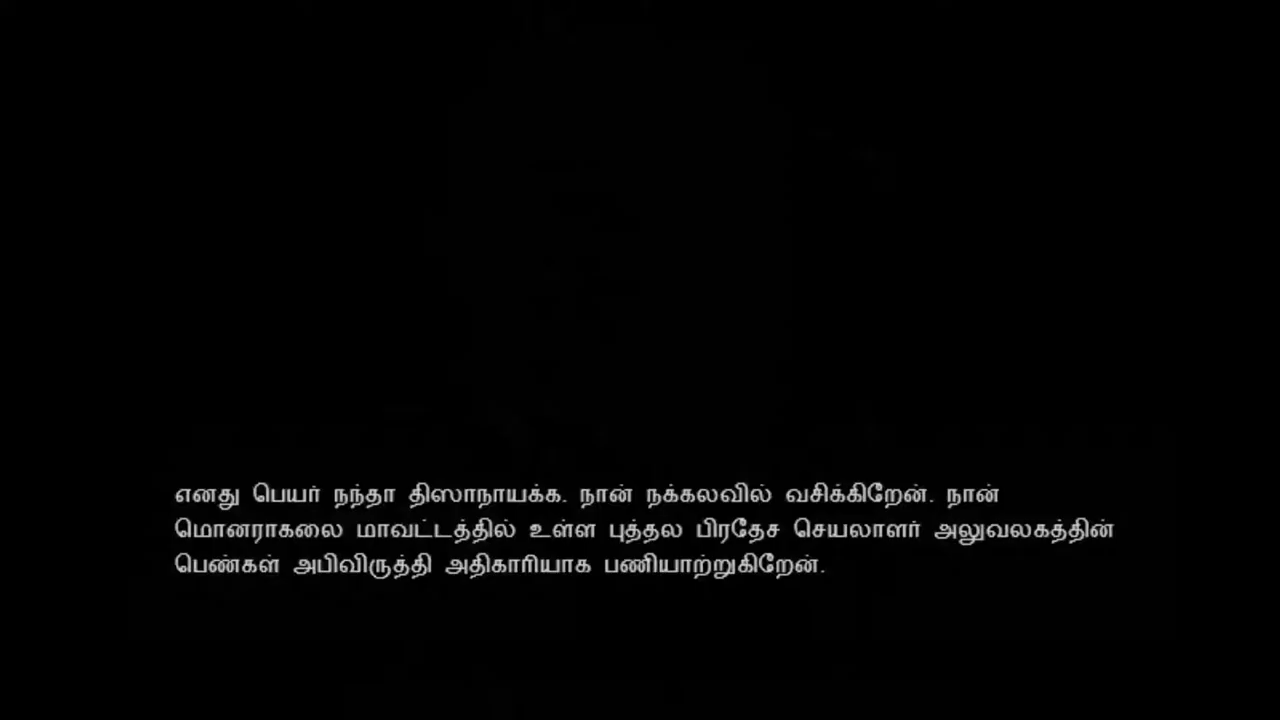 எனது பெயர் நந்தா திஸாநாயக்க. நான் நக்கலவில் வசிக்கிறேன். நான்
மொனராகலை மாவட்டத்தில் உள்ள புத்தல பிரதேச செயலாளர் அலுவலகத்தின்
பெண்கள் அபிவிருத்தி அதிகாரியாக பணியாற்றுகிறேன்.